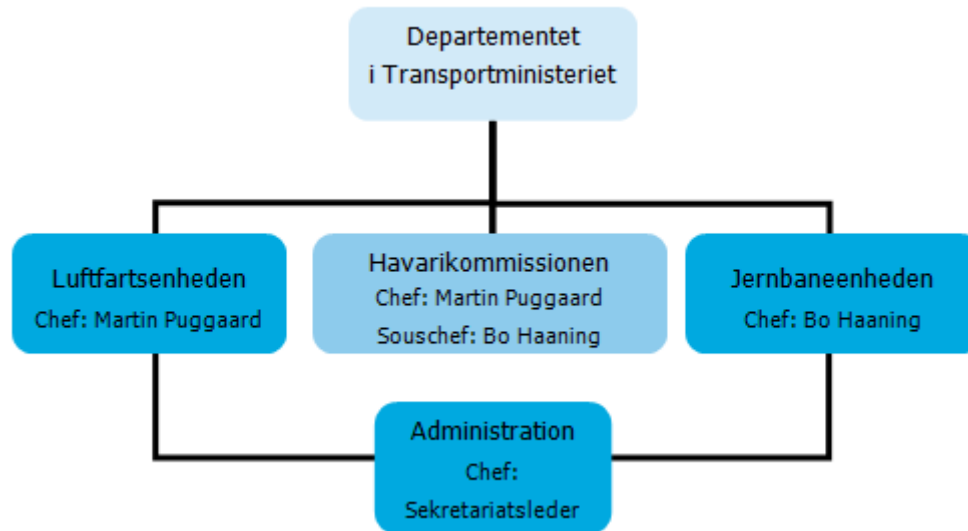 Departementet
i Transportministeriet
Luftfartsenheden
Chef: Martin Puggaard
Havarikommissionen
Chef: Martin Puggaard
Souschef: Bo Haaning
Jernbaneenheden
Chef: Bo Haaning
Administration
Chef:
Sekretariatsleder